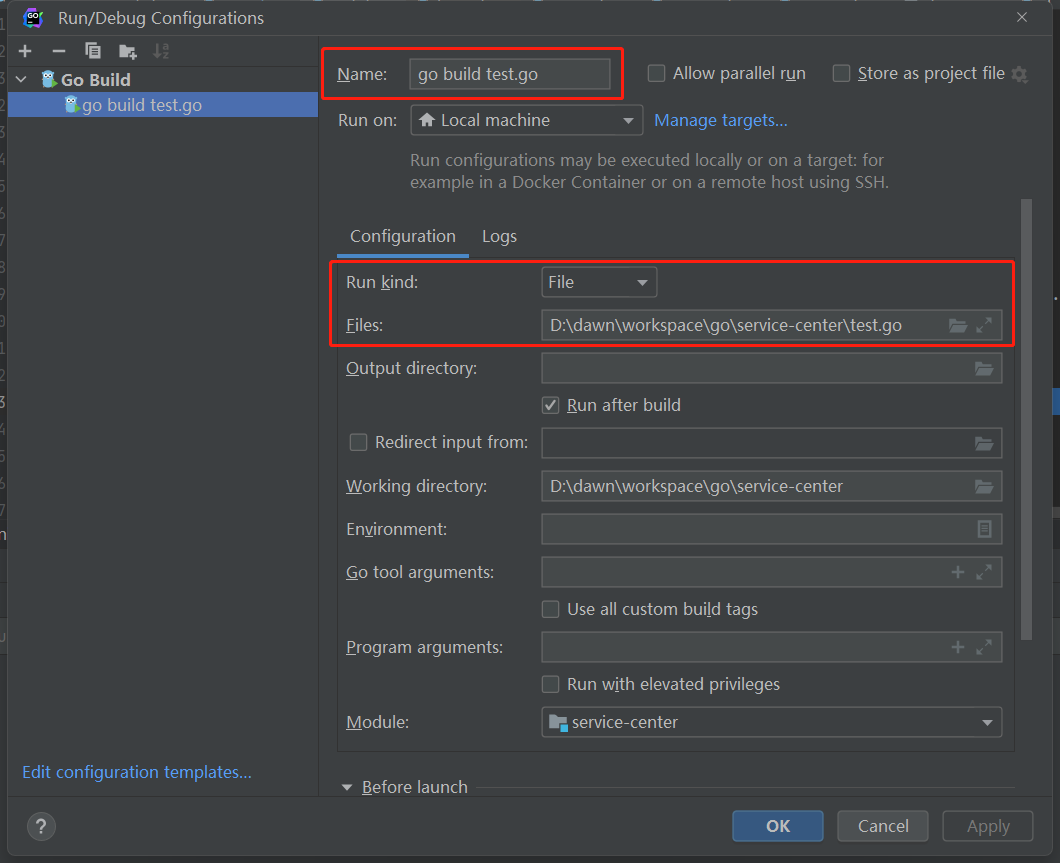 GO
Run/Debug Configurations
Go Build
go build test.go
Name: go build test.go
Allow parallel run
Store as project file
Run on: Local machine
Manage targets...
Run configurations may be executed locally or on a target: for
example in a Docker Container or on a remote host using SSH.
Configuration Logs
Run kind: File
Files: D:\dawn\workspace\go\service-center\test.go
Output directory:
Run after build
Redirect input from:
Working directory: D:\dawn\workspace\go\service-center
Environment:
Go tool arguments:
Use all custom build tags
Program arguments:
Run with elevated privileges
Module: service-center
Edit configuration templates...
Before launch
?
OK Cancel Apply